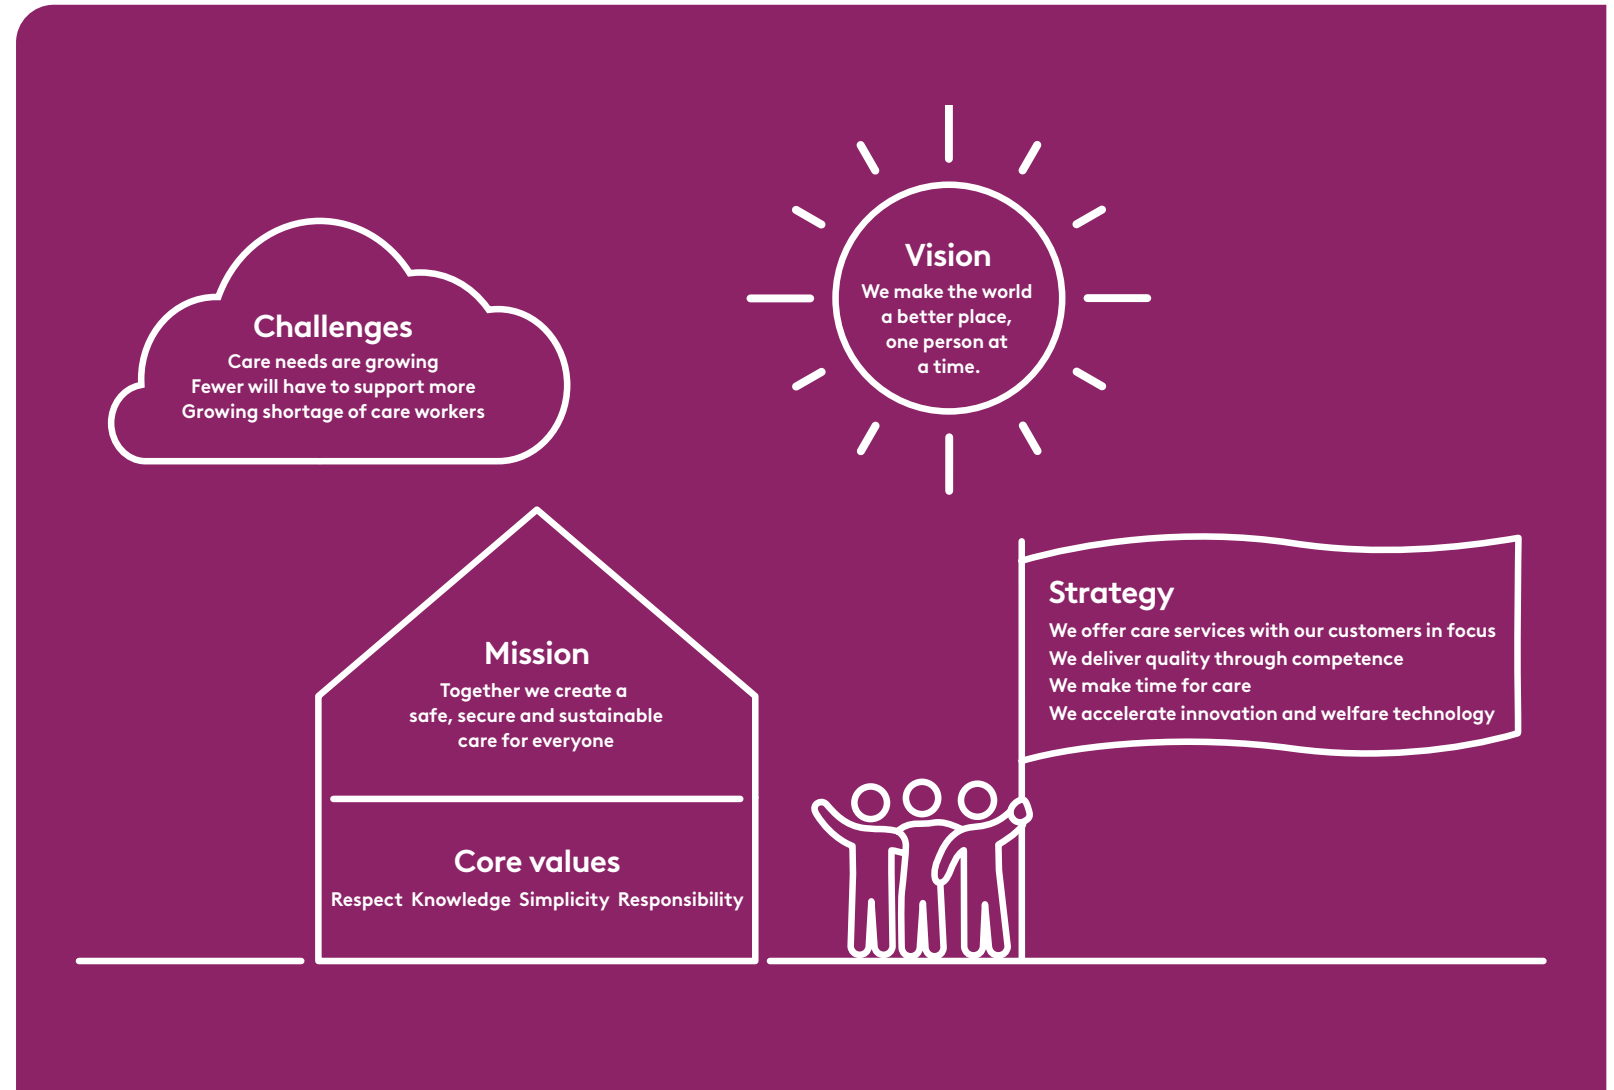 Challenges
Care needs are growing
Fewer will have to support more
Growing shortage of care workers
Vision
We make the world
a better place,
one person at
a time.
Mission
Together we create a
safe, secure and sustainable
care for everyone
Core values
Respect Knowledge Simplicity Responsibility
Strategy
We offer care services with our customers in focus
We deliver quality through competence
We make time for care
We accelerate innovation and welfare technology